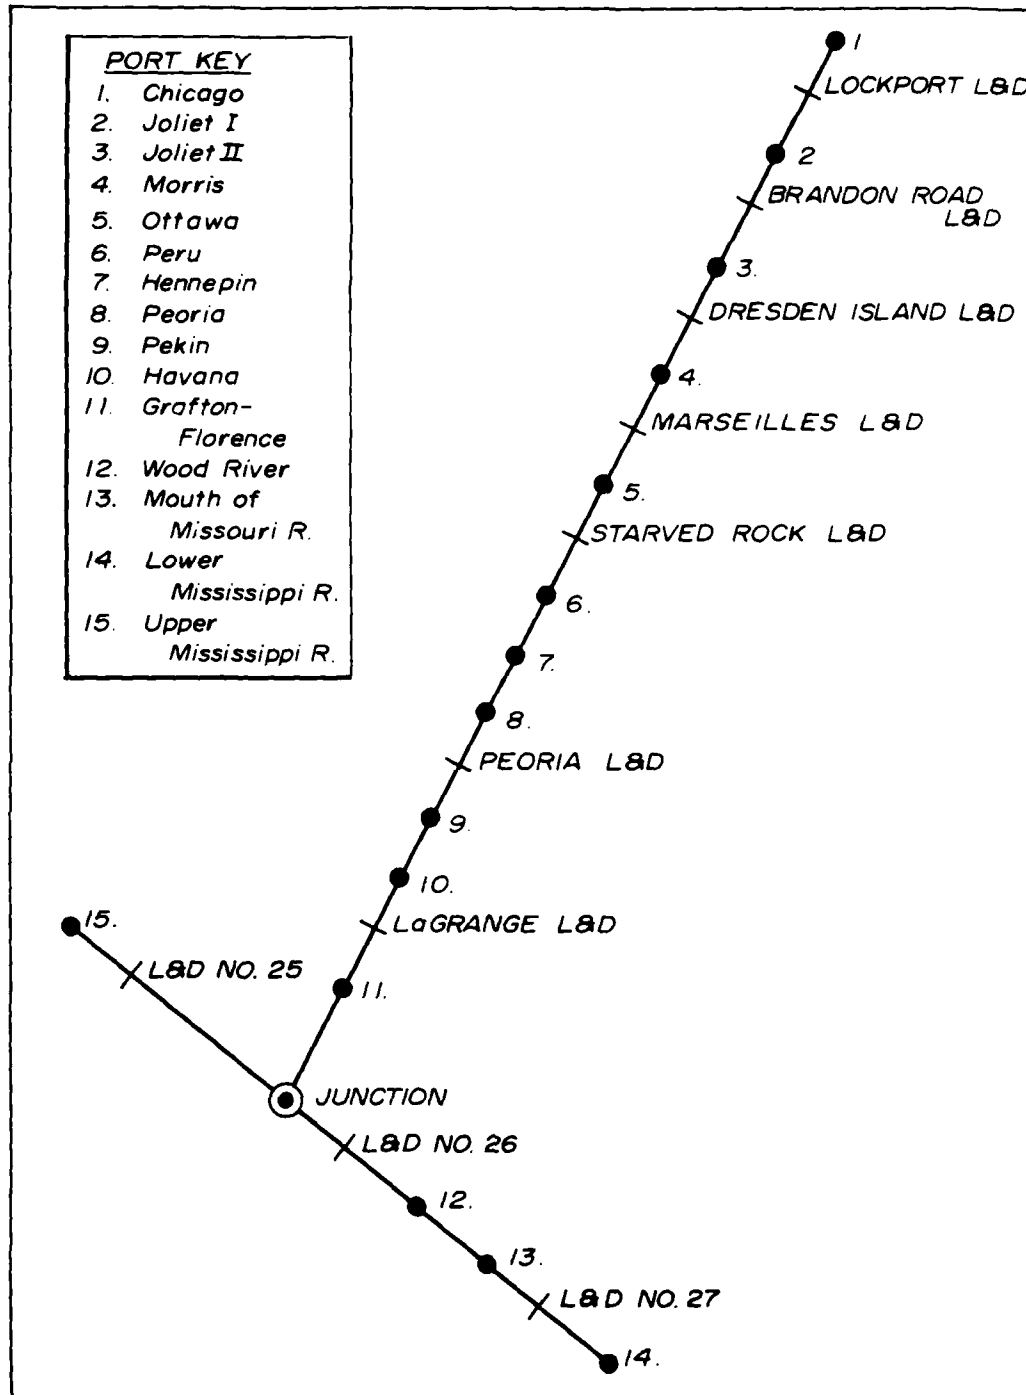 PORT KEY
1. Chicago
2. Joliet I
3. Joliet II
4. Morris
5. Ottawa
6. Peru
7. Hennepin
8. Peoria
9. Pekin
10. Havana
11. Grafton-
Florence
12. Wood River
13. Mouth of
Missouri R.
14. Lower
Mississippi R.
15. Upper
Mississippi R.
1
LOCKPORT L&D
2
BRANDON ROAD
L&D
3.
DRESDEN ISLAND L&D
4.
MARSEILLES L&D
5.
STARVED ROCK L&D
6.
7.
8.
PEORIA L&D
9.
10.
LaGRANGE L&D
11.
15.
L&D NO. 25
JUNCTION
L&D NO. 26
12.
13.
L&D NO. 27
14.